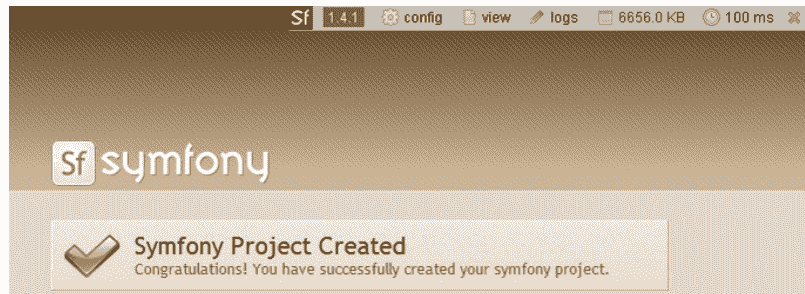 Sf 1.4.1 config view logs 6656.0 KB 100 ms
Sf symfony
Symfony Project Created
Congratulations! You have successfully created your symfony project.